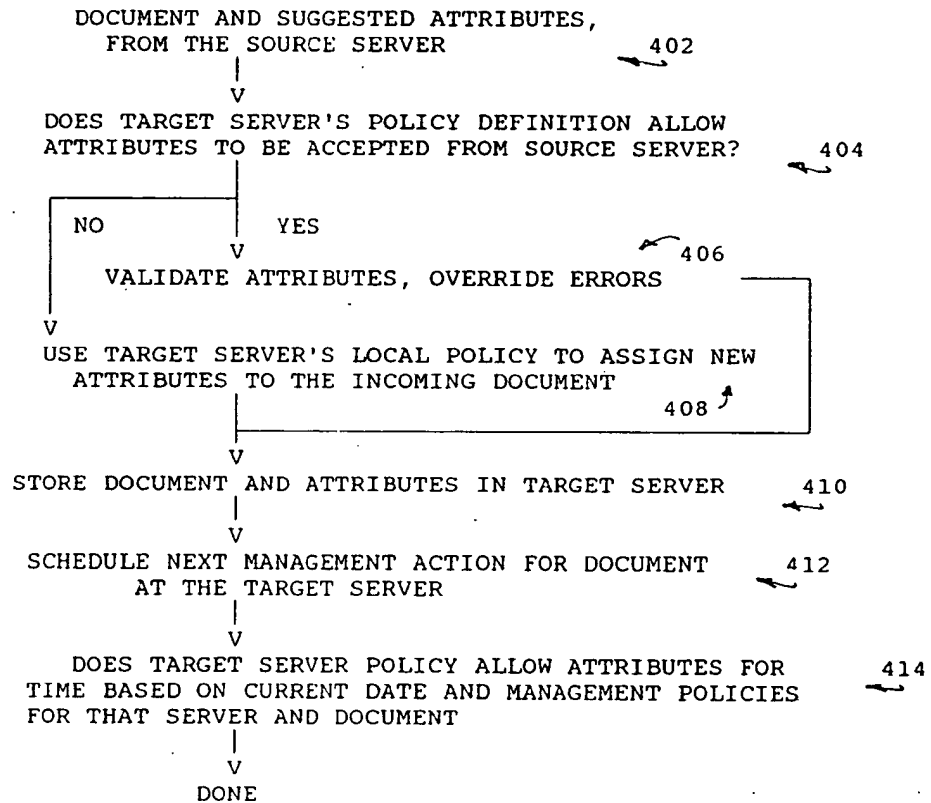 DOCUMENT AND SUGGESTED ATTRIBUTES,
FROM THE SOURCE SERVER 402
DOES TARGET SERVER'S POLICY DEFINITION ALLOW
ATTRIBUTES TO BE ACCEPTED FROM SOURCE SERVER? 404
NO YES
406
VALIDATE ATTRIBUTES, OVERRIDE ERRORS
USE TARGET SERVER'S LOCAL POLICY TO ASSIGN NEW
ATTRIBUTES TO THE INCOMING DOCUMENT
408
STORE DOCUMENT AND ATTRIBUTES IN TARGET SERVER 410
SCHEDULE NEXT MANAGEMENT ACTION FOR DOCUMENT 412
AT THE TARGET SERVER
DOES TARGET SERVER POLICY ALLOW ATTRIBUTES FOR 414
TIME BASED ON CURRENT DATE AND MANAGEMENT POLICIES
FOR THAT SERVER AND DOCUMENT
DONE